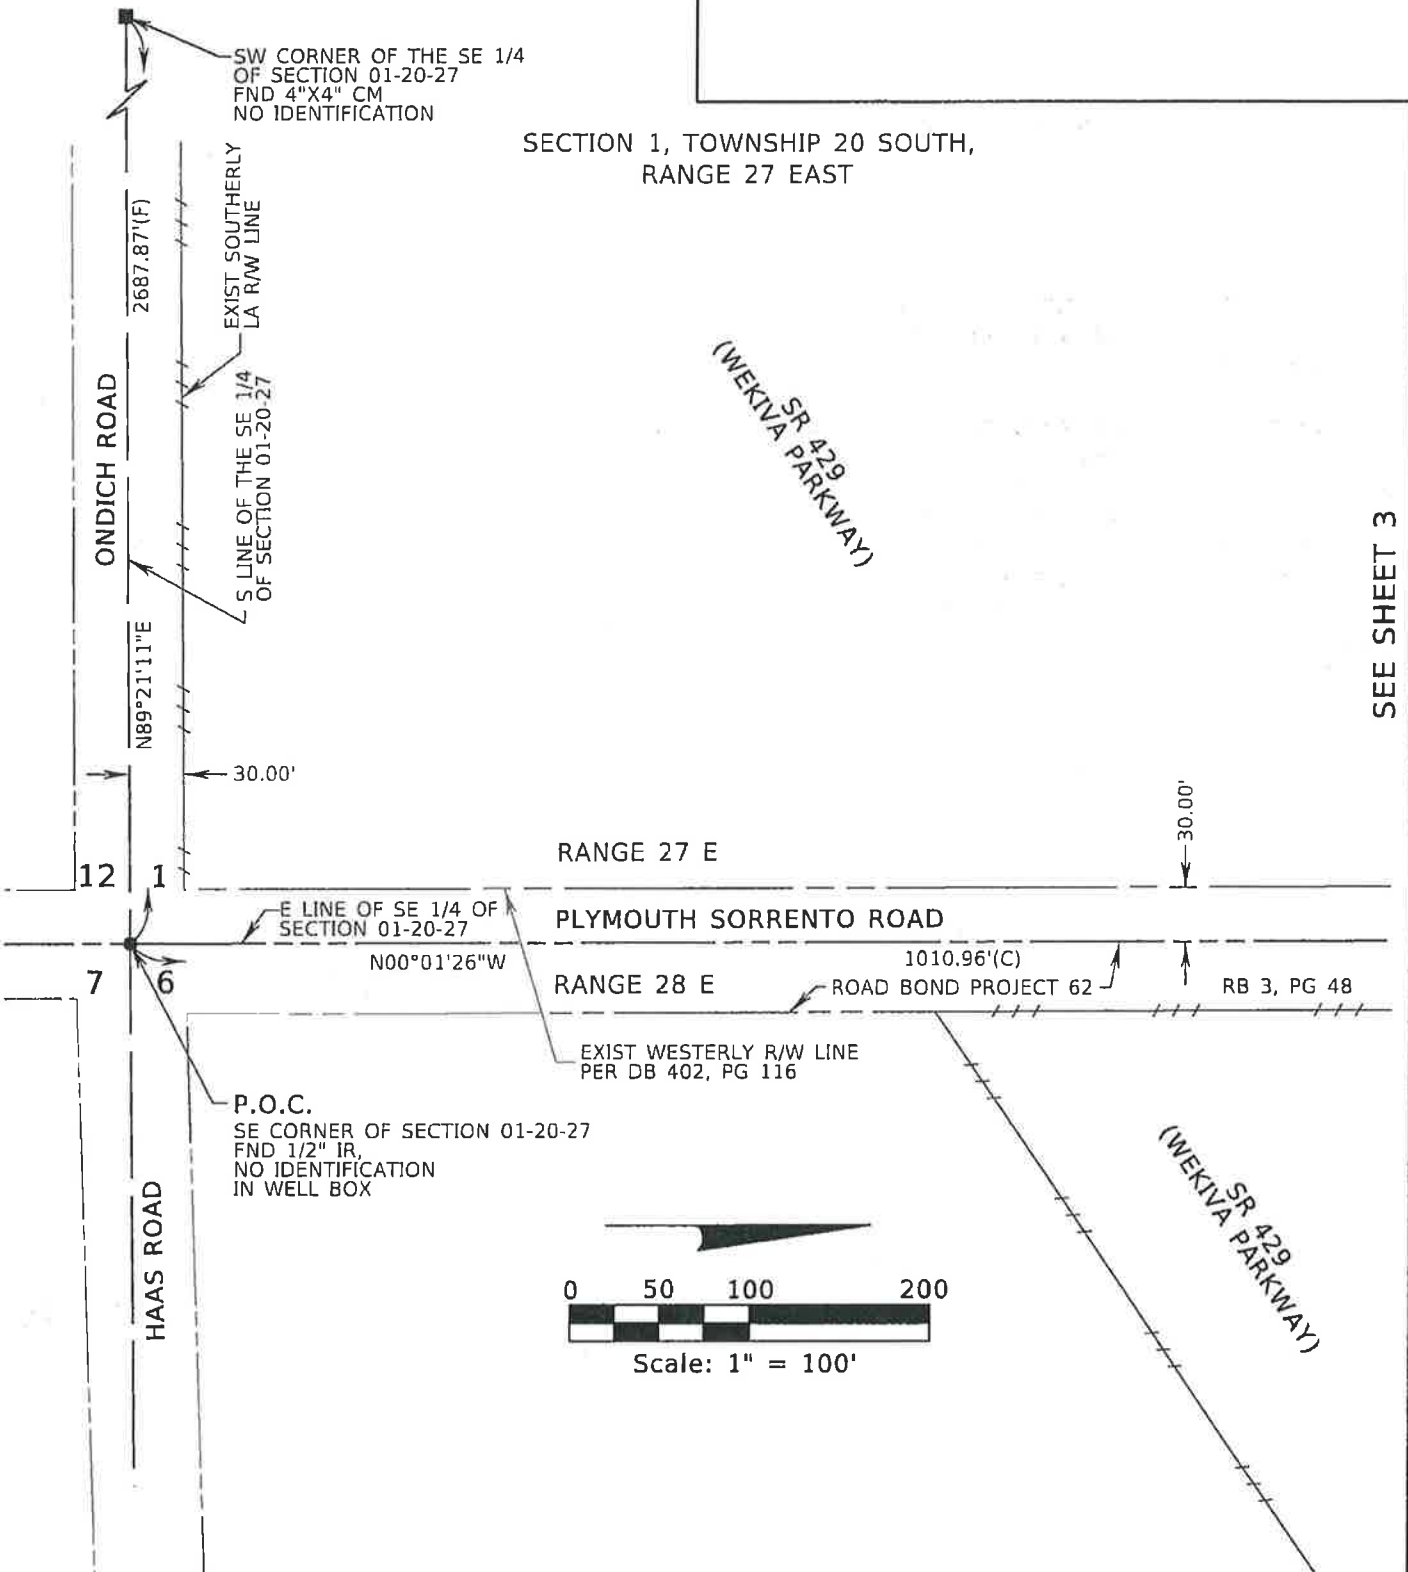 SW CORNER OF THE SE 1/4
OF SECTION 01-20-27
FND 4"X4" CM
NO IDENTIFICATION
SECTION 1, TOWNSHIP 20 SOUTH,
RANGE 27 EAST
2687.87'(F)
EXIST SOUTHERLY
LA R/W LINE
ONDICH ROAD
S LINE OF THE SE 1/4
OF SECTION 01-20-27
SR 429
(WEKIVA PARKWAY)
SEE SHEET 3
N89°21'11"E
30.00'
30.00'
12 1
RANGE 27 E
E LINE OF SE 1/4 OF
SECTION 01-20-27
PLYMOUTH SORRENTO ROAD
N00°01'26"W
1010.96'(C)
7 6
RANGE 28 E
ROAD BOND PROJECT 62
RB 3, PG 48
EXIST WESTERLY R/W LINE
PER DB 402, PG 116
P.O.C.
SE CORNER OF SECTION 01-20-27
FND 1/2" IR,
NO IDENTIFICATION
IN WELL BOX
HAAS ROAD
SR 429
(WEKIVA PARKWAY)
0 50 100 200
Scale: 1" = 100'